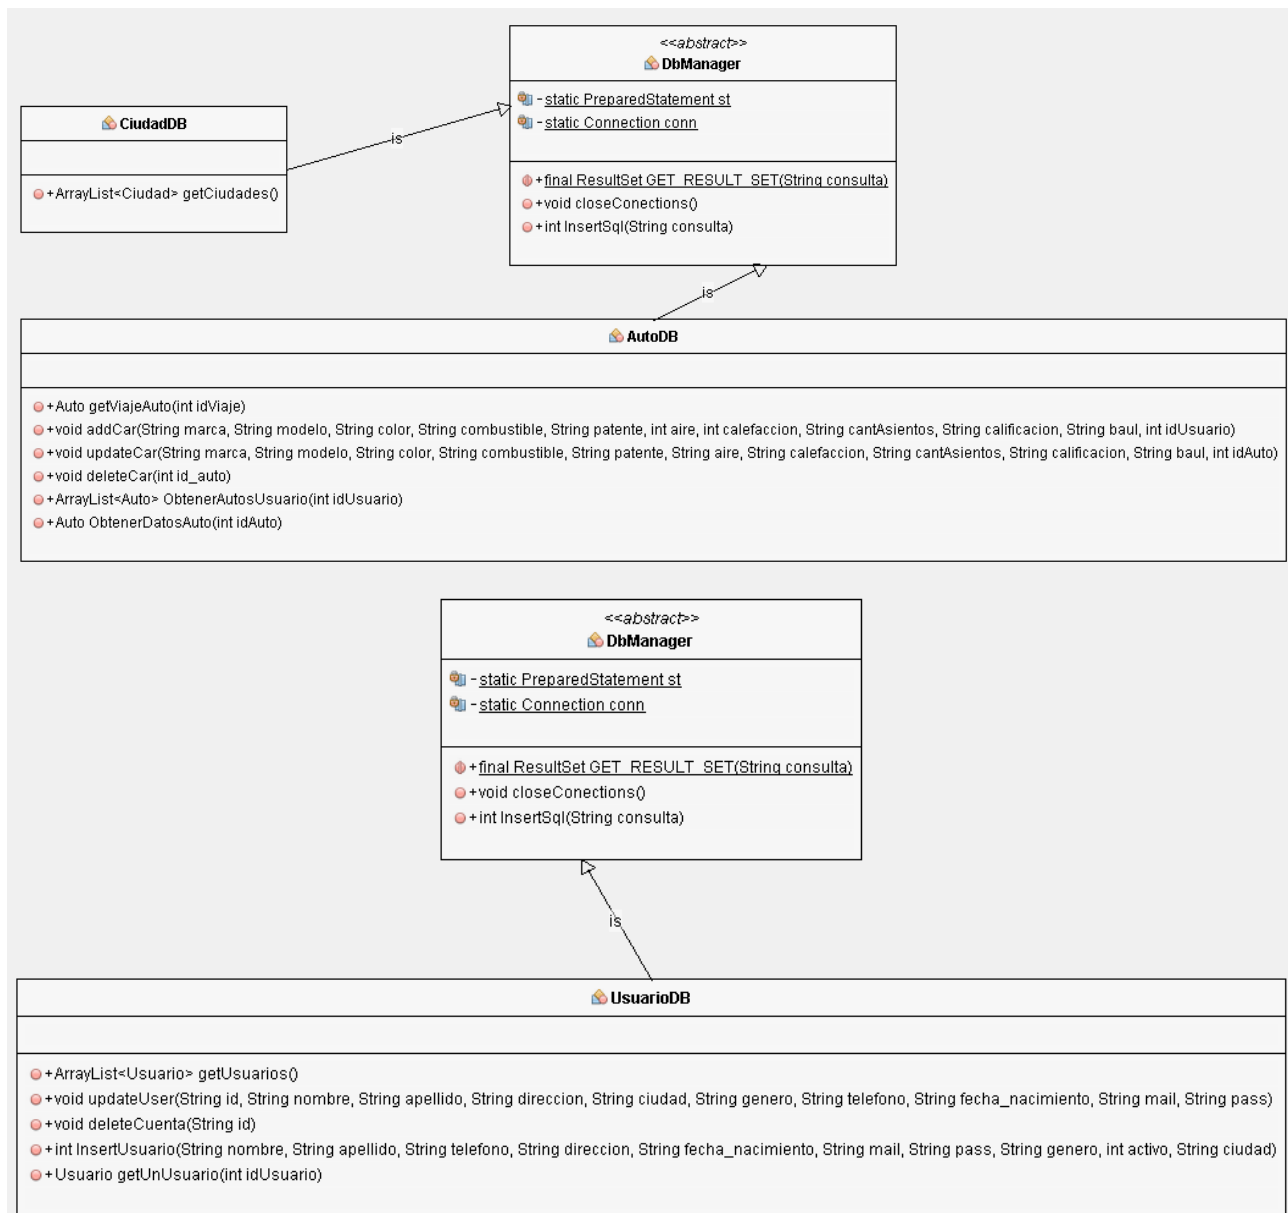 <<abstract>>
DbManager
- static PreparedStatement st
- static Connection conn
+final ResultSet GET_RESULT_SET(String consulta)
+void closeConections()
+int InsertSql(String consulta)
CiudadDB
+ArrayList<Ciudad> getCiudades()
is
is
AutoDB
+Auto getViajeAuto(int idViaje)
+void addCar(String marca, String modelo, String color, String combustible, String patente, int aire, int calefaccion, String cantAsientos, String calificacion, String baul, int idUsuario)
+void updateCar(String marca, String modelo, String color, String combustible, String patente, String aire, String calefaccion, String cantAsientos, String calificacion, String baul, int idAuto)
+void deleteCar(int id_auto)
+ArrayList<Auto> ObtenerAutosUsuario(int idUsuario)
+Auto ObtenerDatosAuto(int idAuto)
<<abstract>>
DbManager
- static PreparedStatement st
- static Connection conn
+final ResultSet GET_RESULT_SET(String consulta)
+void closeConections()
+int InsertSql(String consulta)
is
UsuarioDB
+ArrayList<Usuario> getUsuarios()
+void updateUser(String id, String nombre, String apellido, String direccion, String ciudad, String genero, String telefono, String fecha_nacimiento, String mail, String pass)
+void deleteCuenta(String id)
+int InsertUsuario(String nombre, String apellido, String telefono, String direccion, String fecha_nacimiento, String mail, String pass, String genero, int activo, String ciudad)
+Usuario getUnUsuario(int idUsuario)